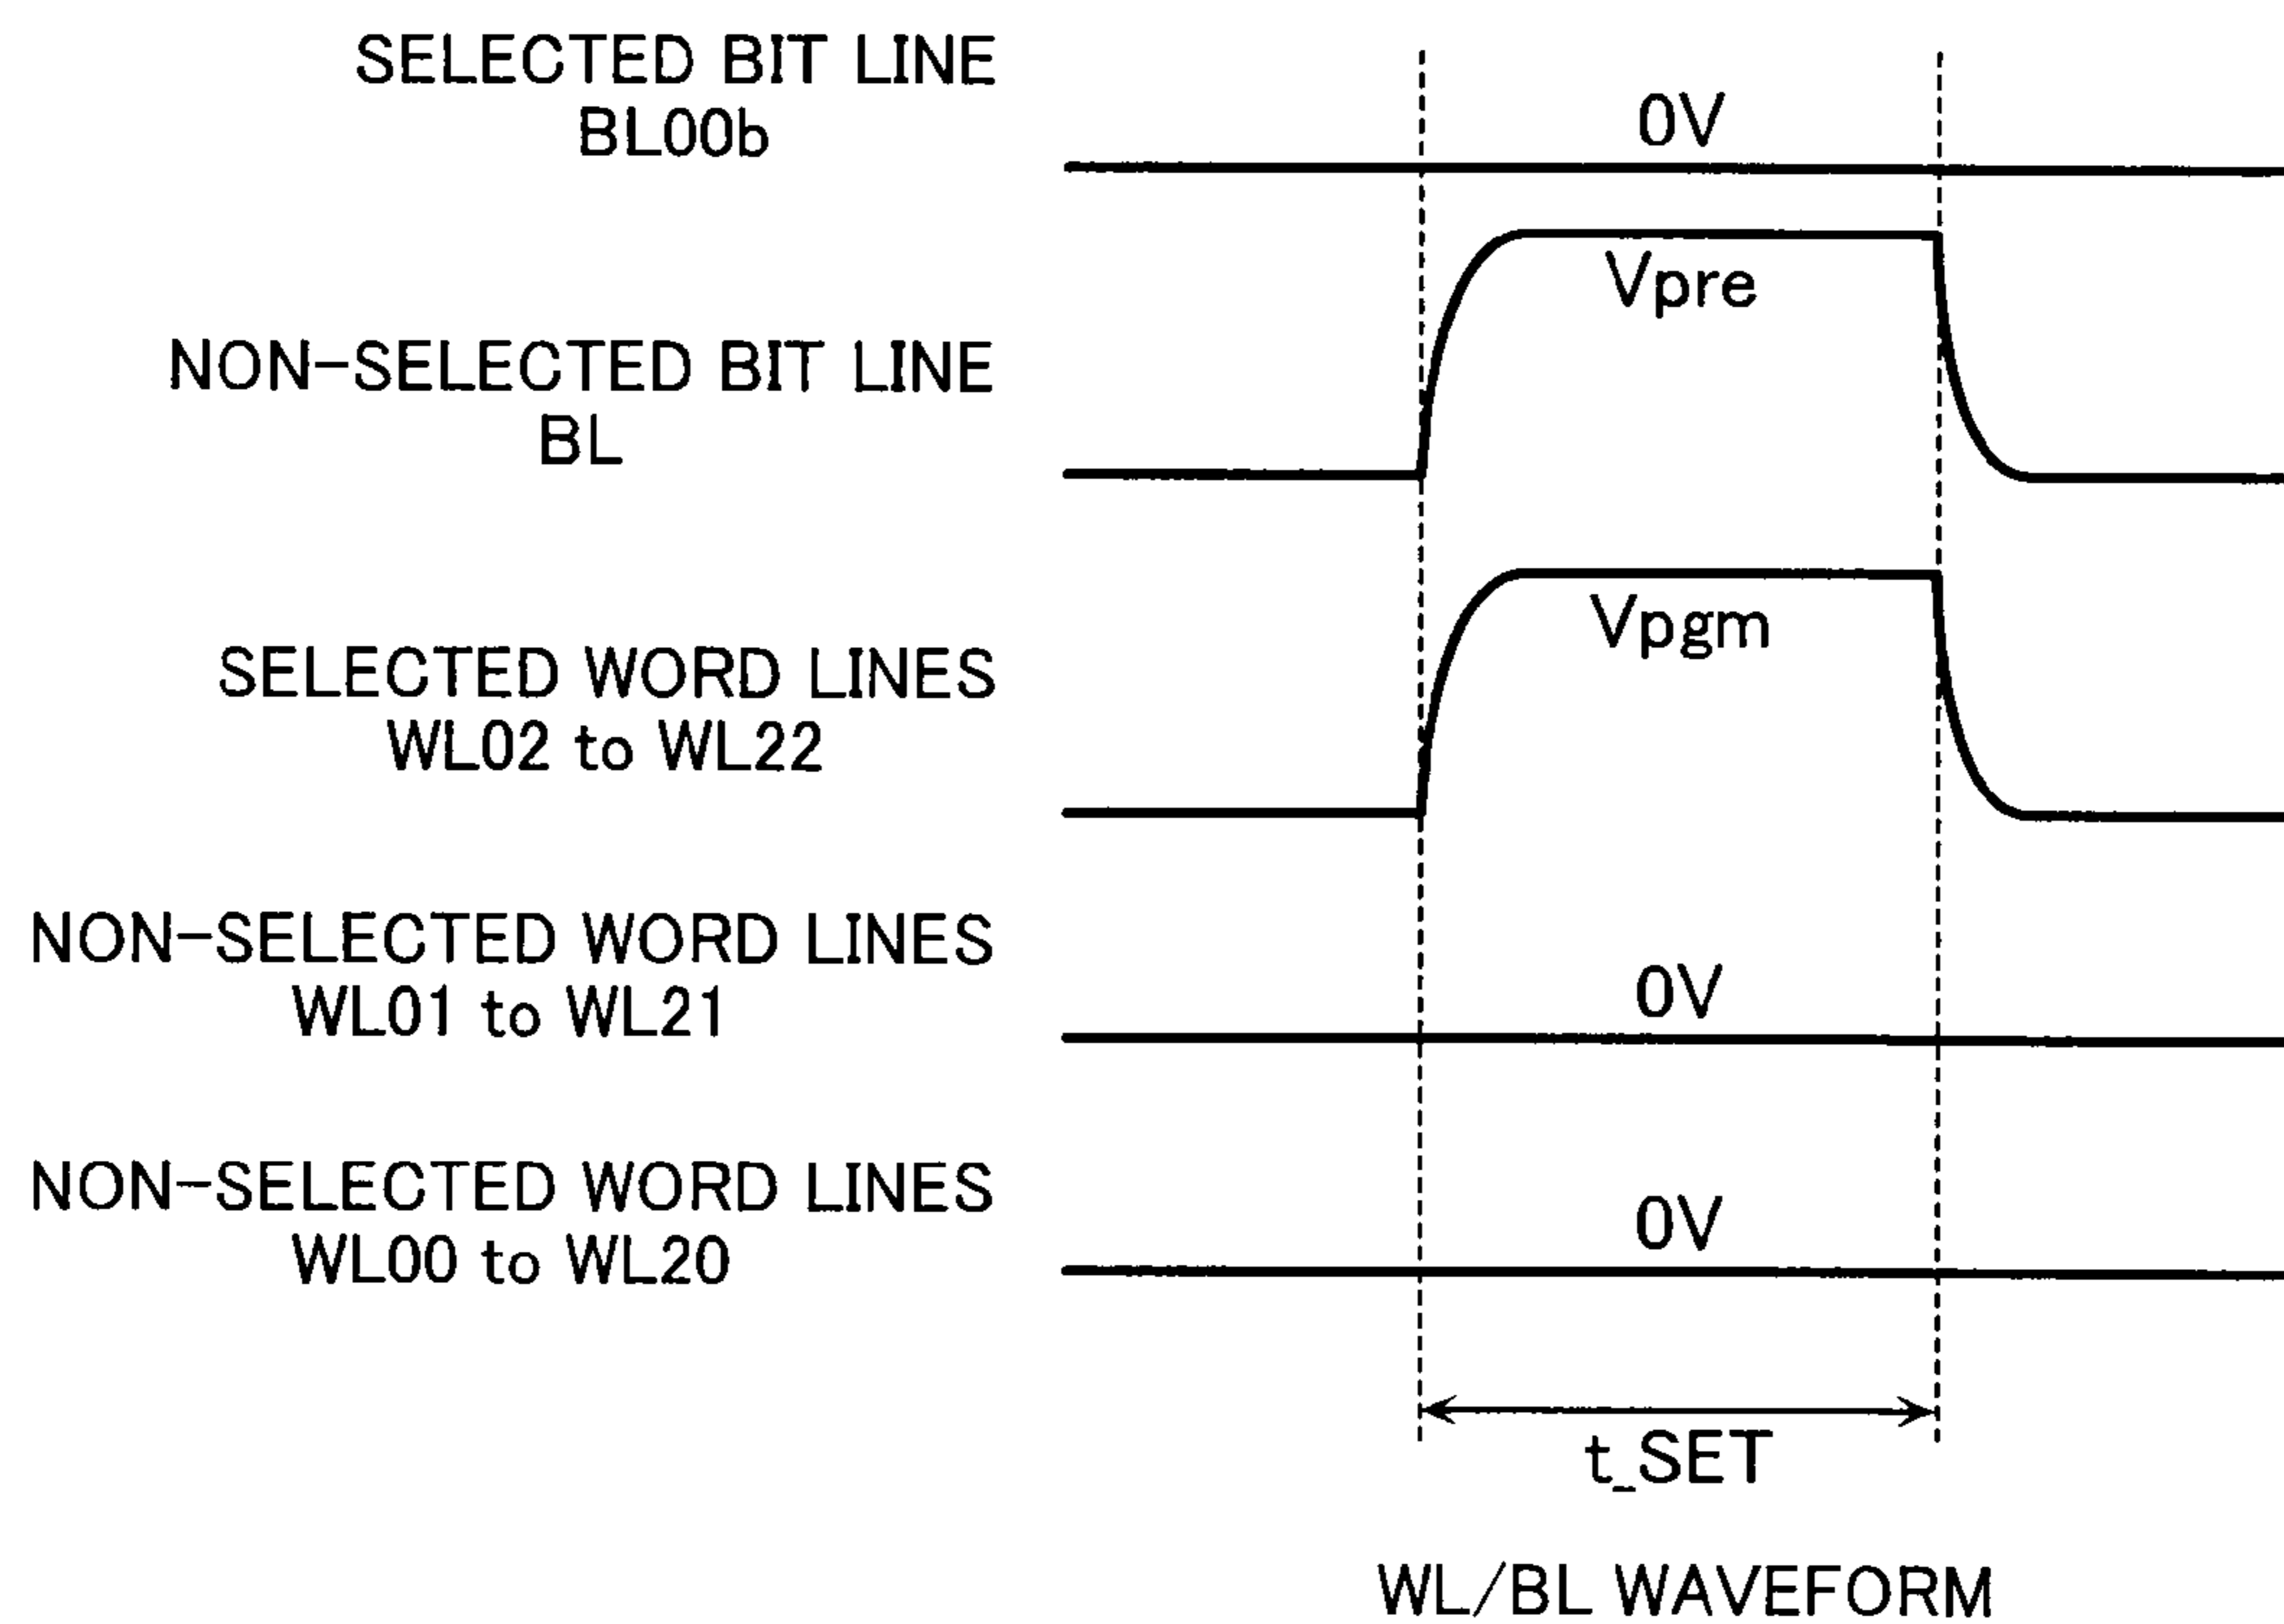 SELECTED BIT LINE
BL00b
0V
Vpre
NON-SELECTED BIT LINE
BL
Vpgm
SELECTED WORD LINES
WL02 to WL22
NON-SELECTED WORD LINES
WL01 to WL21
0V
NON-SELECTED WORD LINES
WL00 to WL20
0V
t_SET
WL/BL WAVEFORM